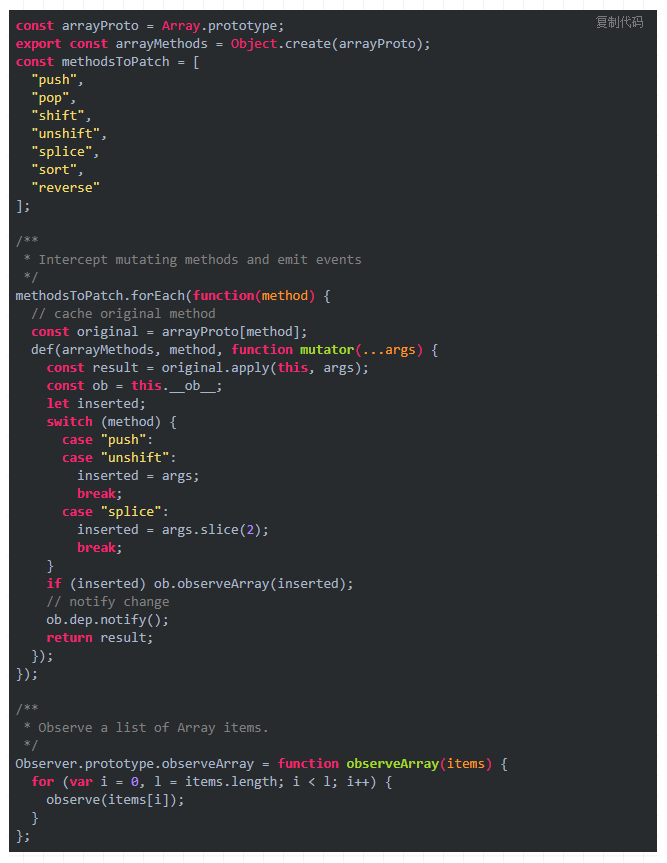 复制代码
const arrayProto = Array.prototype;
export const arrayMethods = Object.create(arrayProto);
const methodsToPatch = [
  "push",
  "pop",
  "shift",
  "unshift",
  "splice",
  "sort",
  "reverse"
];

/**
 * Intercept mutating methods and emit events
 */
methodsToPatch.forEach(function(method) {
  // cache original method
  const original = arrayProto[method];
  def(arrayMethods, method, function mutator(...args) {
    const result = original.apply(this, args);
    const ob = this.__ob__;
    let inserted;
    switch (method) {
      case "push":
      case "unshift":
        inserted = args;
        break;
      case "splice":
        inserted = args.slice(2);
        break;
    }
    if (inserted) ob.observeArray(inserted);
    // notify change
    ob.dep.notify();
    return result;
  });
});

/**
 * Observe a list of Array items.
 */
Observer.prototype.observeArray = function observeArray(items) {
  for (var i = 0, l = items.length; i < l; i++) {
    observe(items[i]);
  }
};